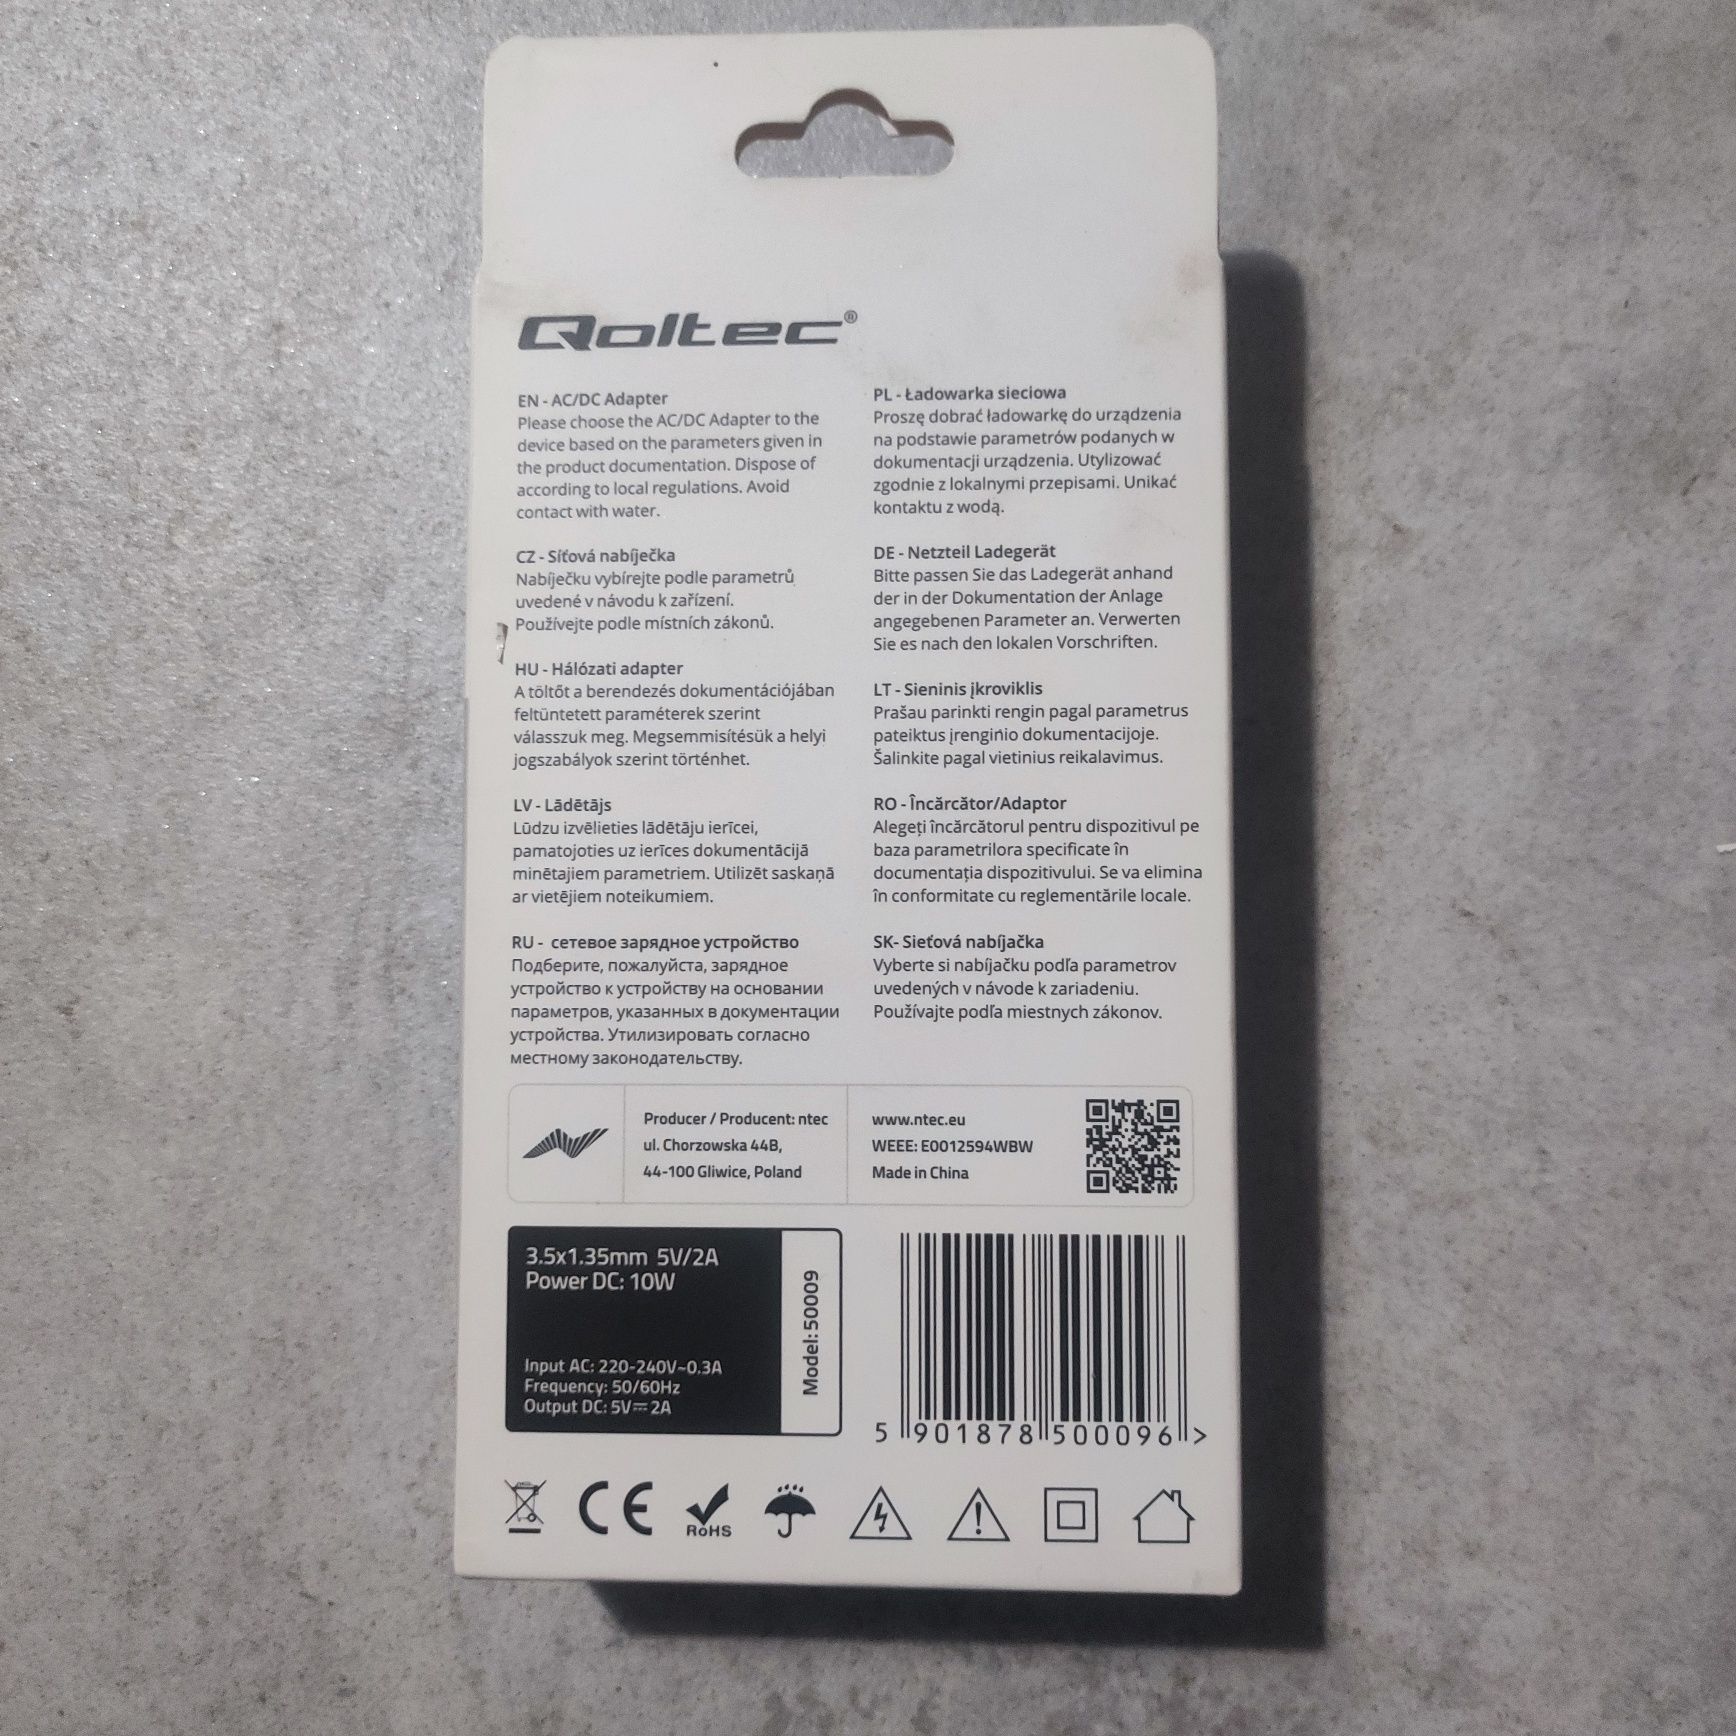 Qoltec®
EN - AC/DC Adapter
Please choose the AC/DC Adapter to the
device based on the parameters given in
the product documentation. Dispose of
according to local regulations. Avoid
contact with water.
CZ - Síťová nabíječka
Nabíječku vybírejte podle parametrů
uvedené v návodu k zařízení.
Používejte podle místních zákonů.
HU - Hálózati adapter
A töltőt a berendezés dokumentációjában
feltüntetett paraméterek szerint
válasszuk meg. Megsemmisítésük a helyi
jogszabályok szerint történhet.
LV - Lādētājs
Lūdzu izvēlieties lādētāju ierīcei,
pamatojoties uz ierīces dokumentācijā
minētajiem parametriem. Utilizēt saskaņā
ar vietējiem noteikumiem.
RU - сетевое зарядное устройство
Подберите, пожалуйста, зарядное
устройство к устройству на основании
параметров, указанных в документации
устройства. Утилизировать согласно
местному законодательству.
PL - Ładowarka sieciowa
Proszę dobrać ładowarkę do urządzenia
na podstawie parametrów podanych w
dokumentacji urządzenia. Utylizować
zgodnie z lokalnymi przepisami. Unikać
kontaktu z wodą.
DE - Netzteil Ladegerät
Bitte passen Sie das Ladegerät anhand
der in der Dokumentation der Anlage
angegebenen Parameter an. Verwerten
Sie es nach den lokalen Vorschriften.
LT - Sieninis įkroviklis
Prašau parinkti rengin pagal parametrus
pateiktus įrenginio dokumentacijoje.
Šalinkite pagal vietinius reikalavimus.
RO - Încărcător/Adaptor
Alegeți încărcătorul pentru dispozitivul pe
baza parametrilora specificate în
documentația dispozitivului. Se va elimina
în conformitate cu reglementările locale.
SK- Sieťová nabíjačka
Vyberte si nabíjačku podľa parametrov
uvedených v návode k zariadeniu.
Používajte podľa miestnych zákonov.
Producer / Producent: ntec
ul. Chorzowska 44B,
44-100 Gliwice, Poland
www.ntec.eu
WEEE: E0012594WBW
Made in China
3.5x1.35mm 5V/2A
Power DC: 10W
Input AC: 220-240V~0.3A
Frequency: 50/60Hz
Output DC: 5V⎓2A
Model: 50009
5 901878 500096 >
CE
RoHS